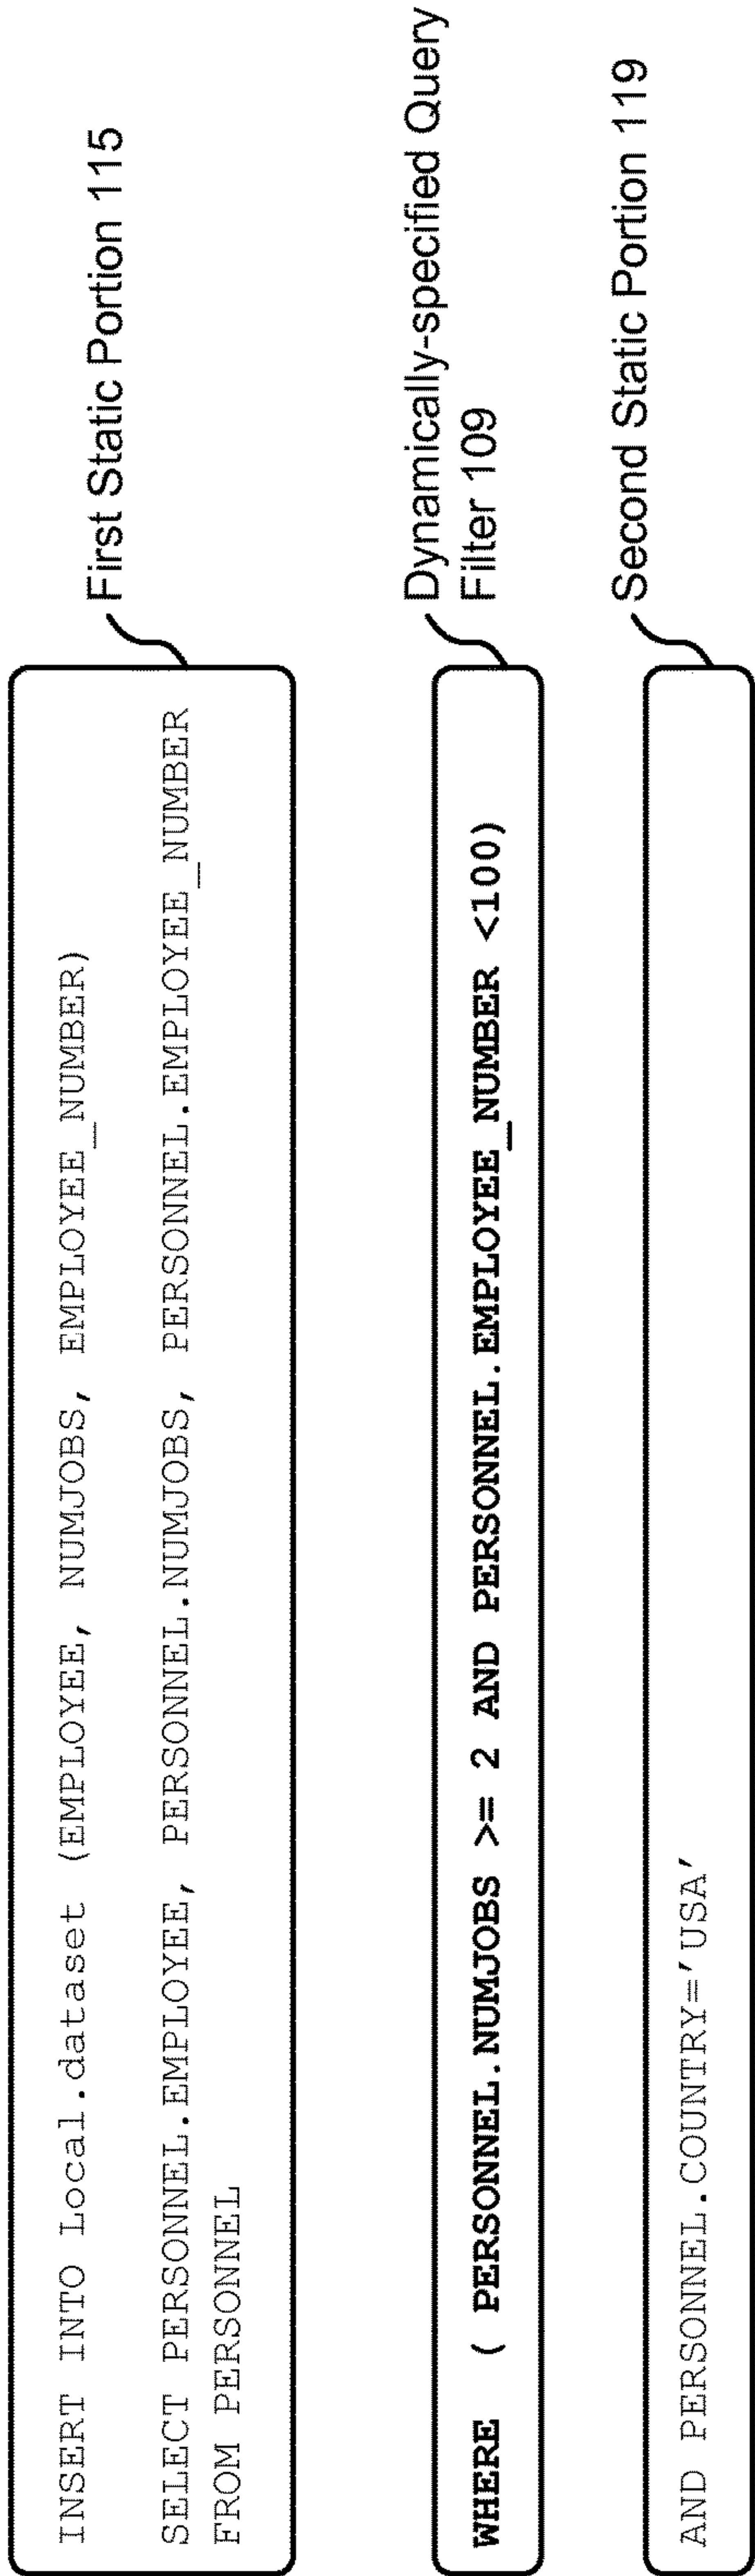 INSERT INTO Local.dataset (EMPLOYEE, NUMJOBS, EMPLOYEE_NUMBER)
SELECT PERSONNEL.EMPLOYEE, PERSONNEL.NUMJOBS, PERSONNEL.EMPLOYEE_NUMBER
FROM PERSONNEL
First Static Portion 115
WHERE ( PERSONNEL.NUMJOBS >= 2 AND PERSONNEL.EMPLOYEE_NUMBER <100)
Dynamically-specified Query
Filter 109
AND PERSONNEL.COUNTRY='USA'
Second Static Portion 119